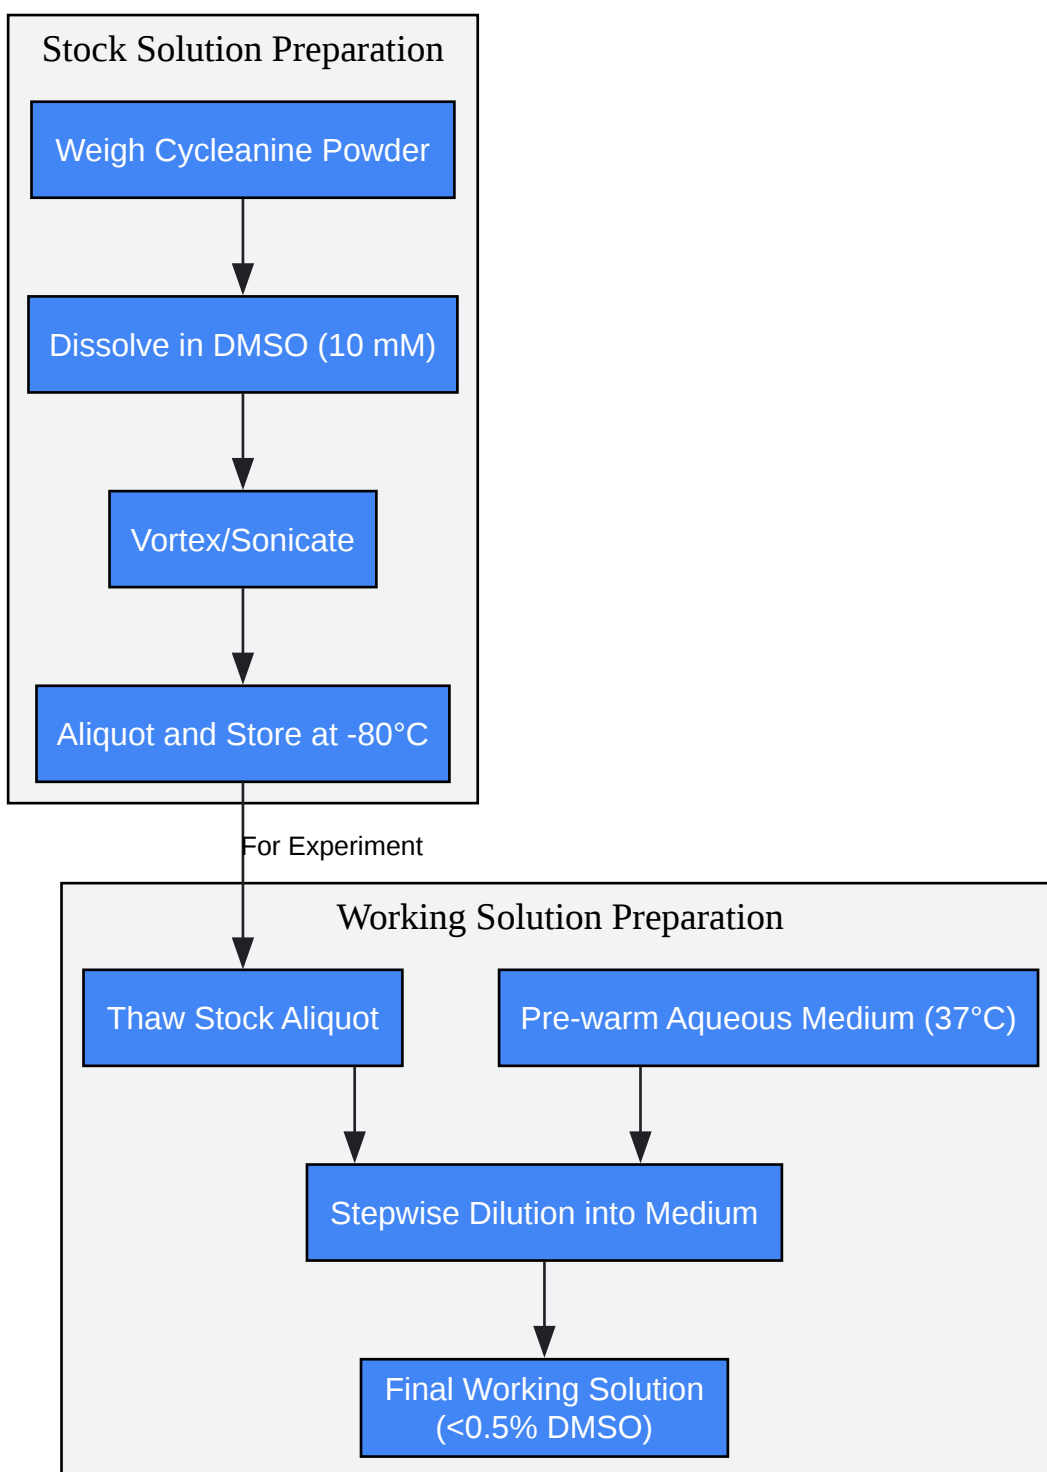 Stock Solution Preparation
Weigh Cycleanine Powder
Dissolve in DMSO (10 mM)
Vortex/Sonicate
Aliquot and Store at -80°C
For Experiment
Working Solution Preparation
Thaw Stock Aliquot
Pre-warm Aqueous Medium (37°C)
Stepwise Dilution into Medium
Final Working Solution
(<0.5% DMSO)